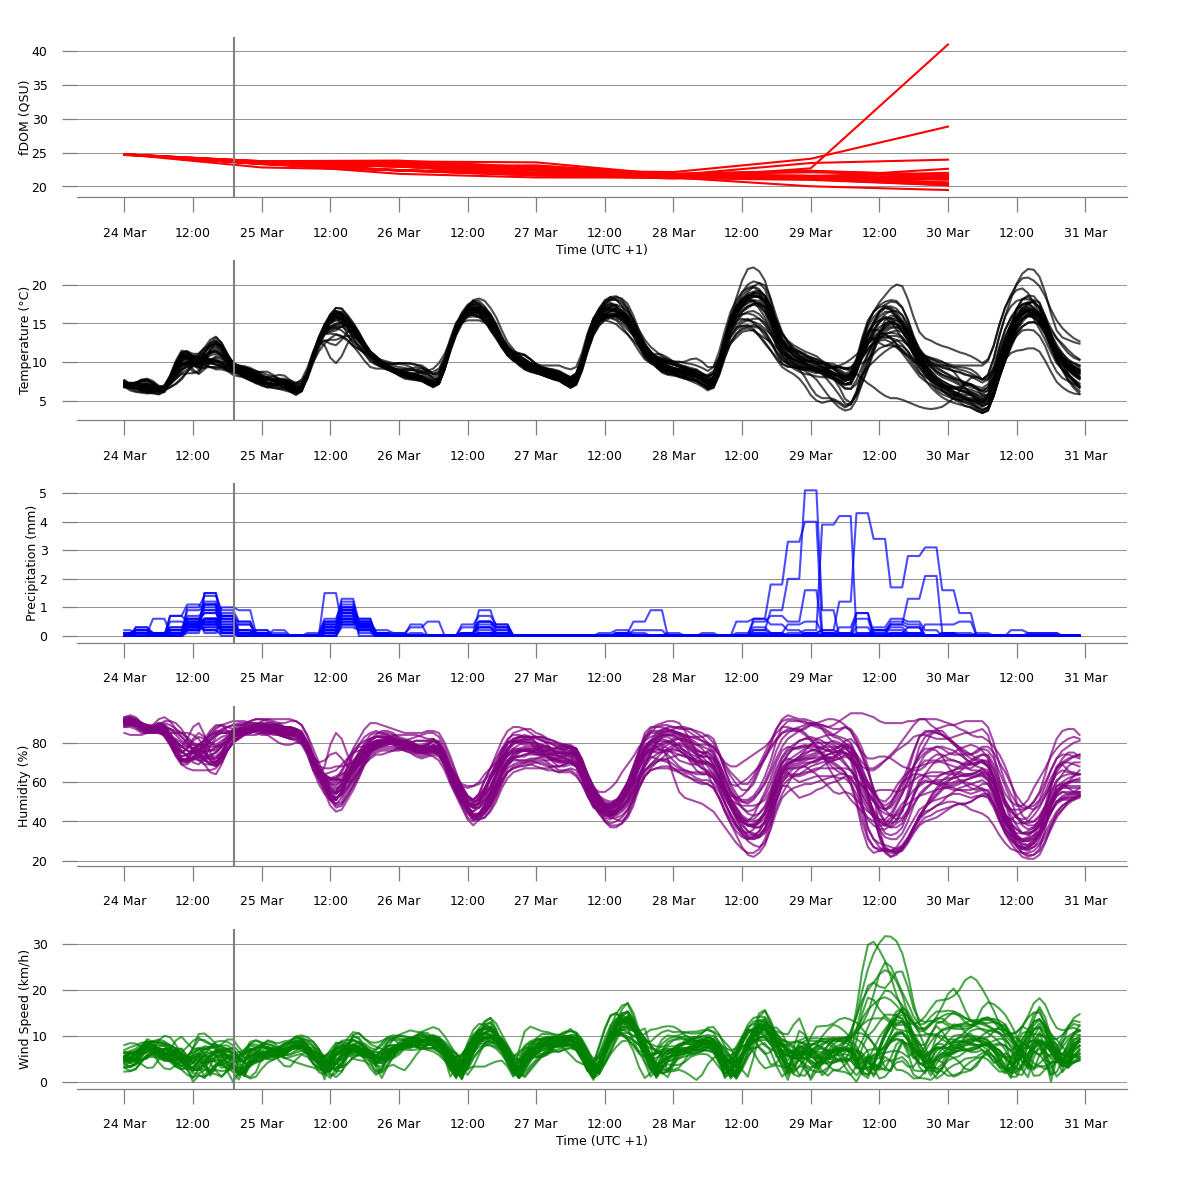 fDOM (QSU)
40
35
30
25
20
24 Mar 12:00 25 Mar 12:00 26 Mar 12:00 27 Mar 12:00 28 Mar 12:00 29 Mar 12:00 30 Mar 12:00 31 Mar
Time (UTC +1)
Temperature (°C)
20
15
10
5
24 Mar 12:00 25 Mar 12:00 26 Mar 12:00 27 Mar 12:00 28 Mar 12:00 29 Mar 12:00 30 Mar 12:00 31 Mar
Precipitation (mm)
5
4
3
2
1
0
24 Mar 12:00 25 Mar 12:00 26 Mar 12:00 27 Mar 12:00 28 Mar 12:00 29 Mar 12:00 30 Mar 12:00 31 Mar
Humidity (%)
80
60
40
20
24 Mar 12:00 25 Mar 12:00 26 Mar 12:00 27 Mar 12:00 28 Mar 12:00 29 Mar 12:00 30 Mar 12:00 31 Mar
Wind Speed (km/h)
30
20
10
0
24 Mar 12:00 25 Mar 12:00 26 Mar 12:00 27 Mar 12:00 28 Mar 12:00 29 Mar 12:00 30 Mar 12:00 31 Mar
Time (UTC +1)